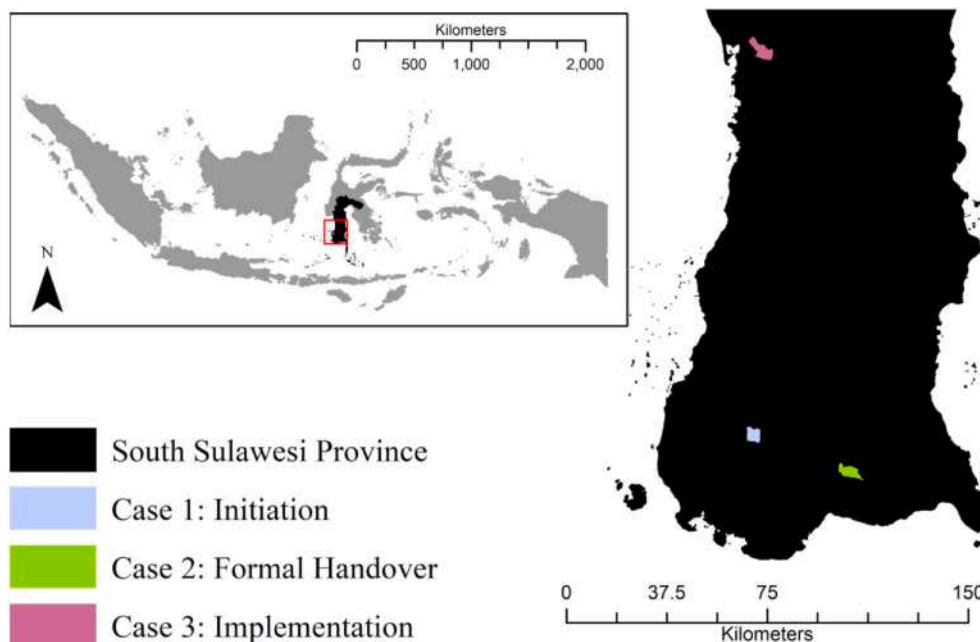 Kilometers
0 500 1,000 2,000
N
South Sulawesi Province
Case 1: Initiation
Case 2: Formal Handover
Case 3: Implementation
0 37.5 75 150
Kilometers